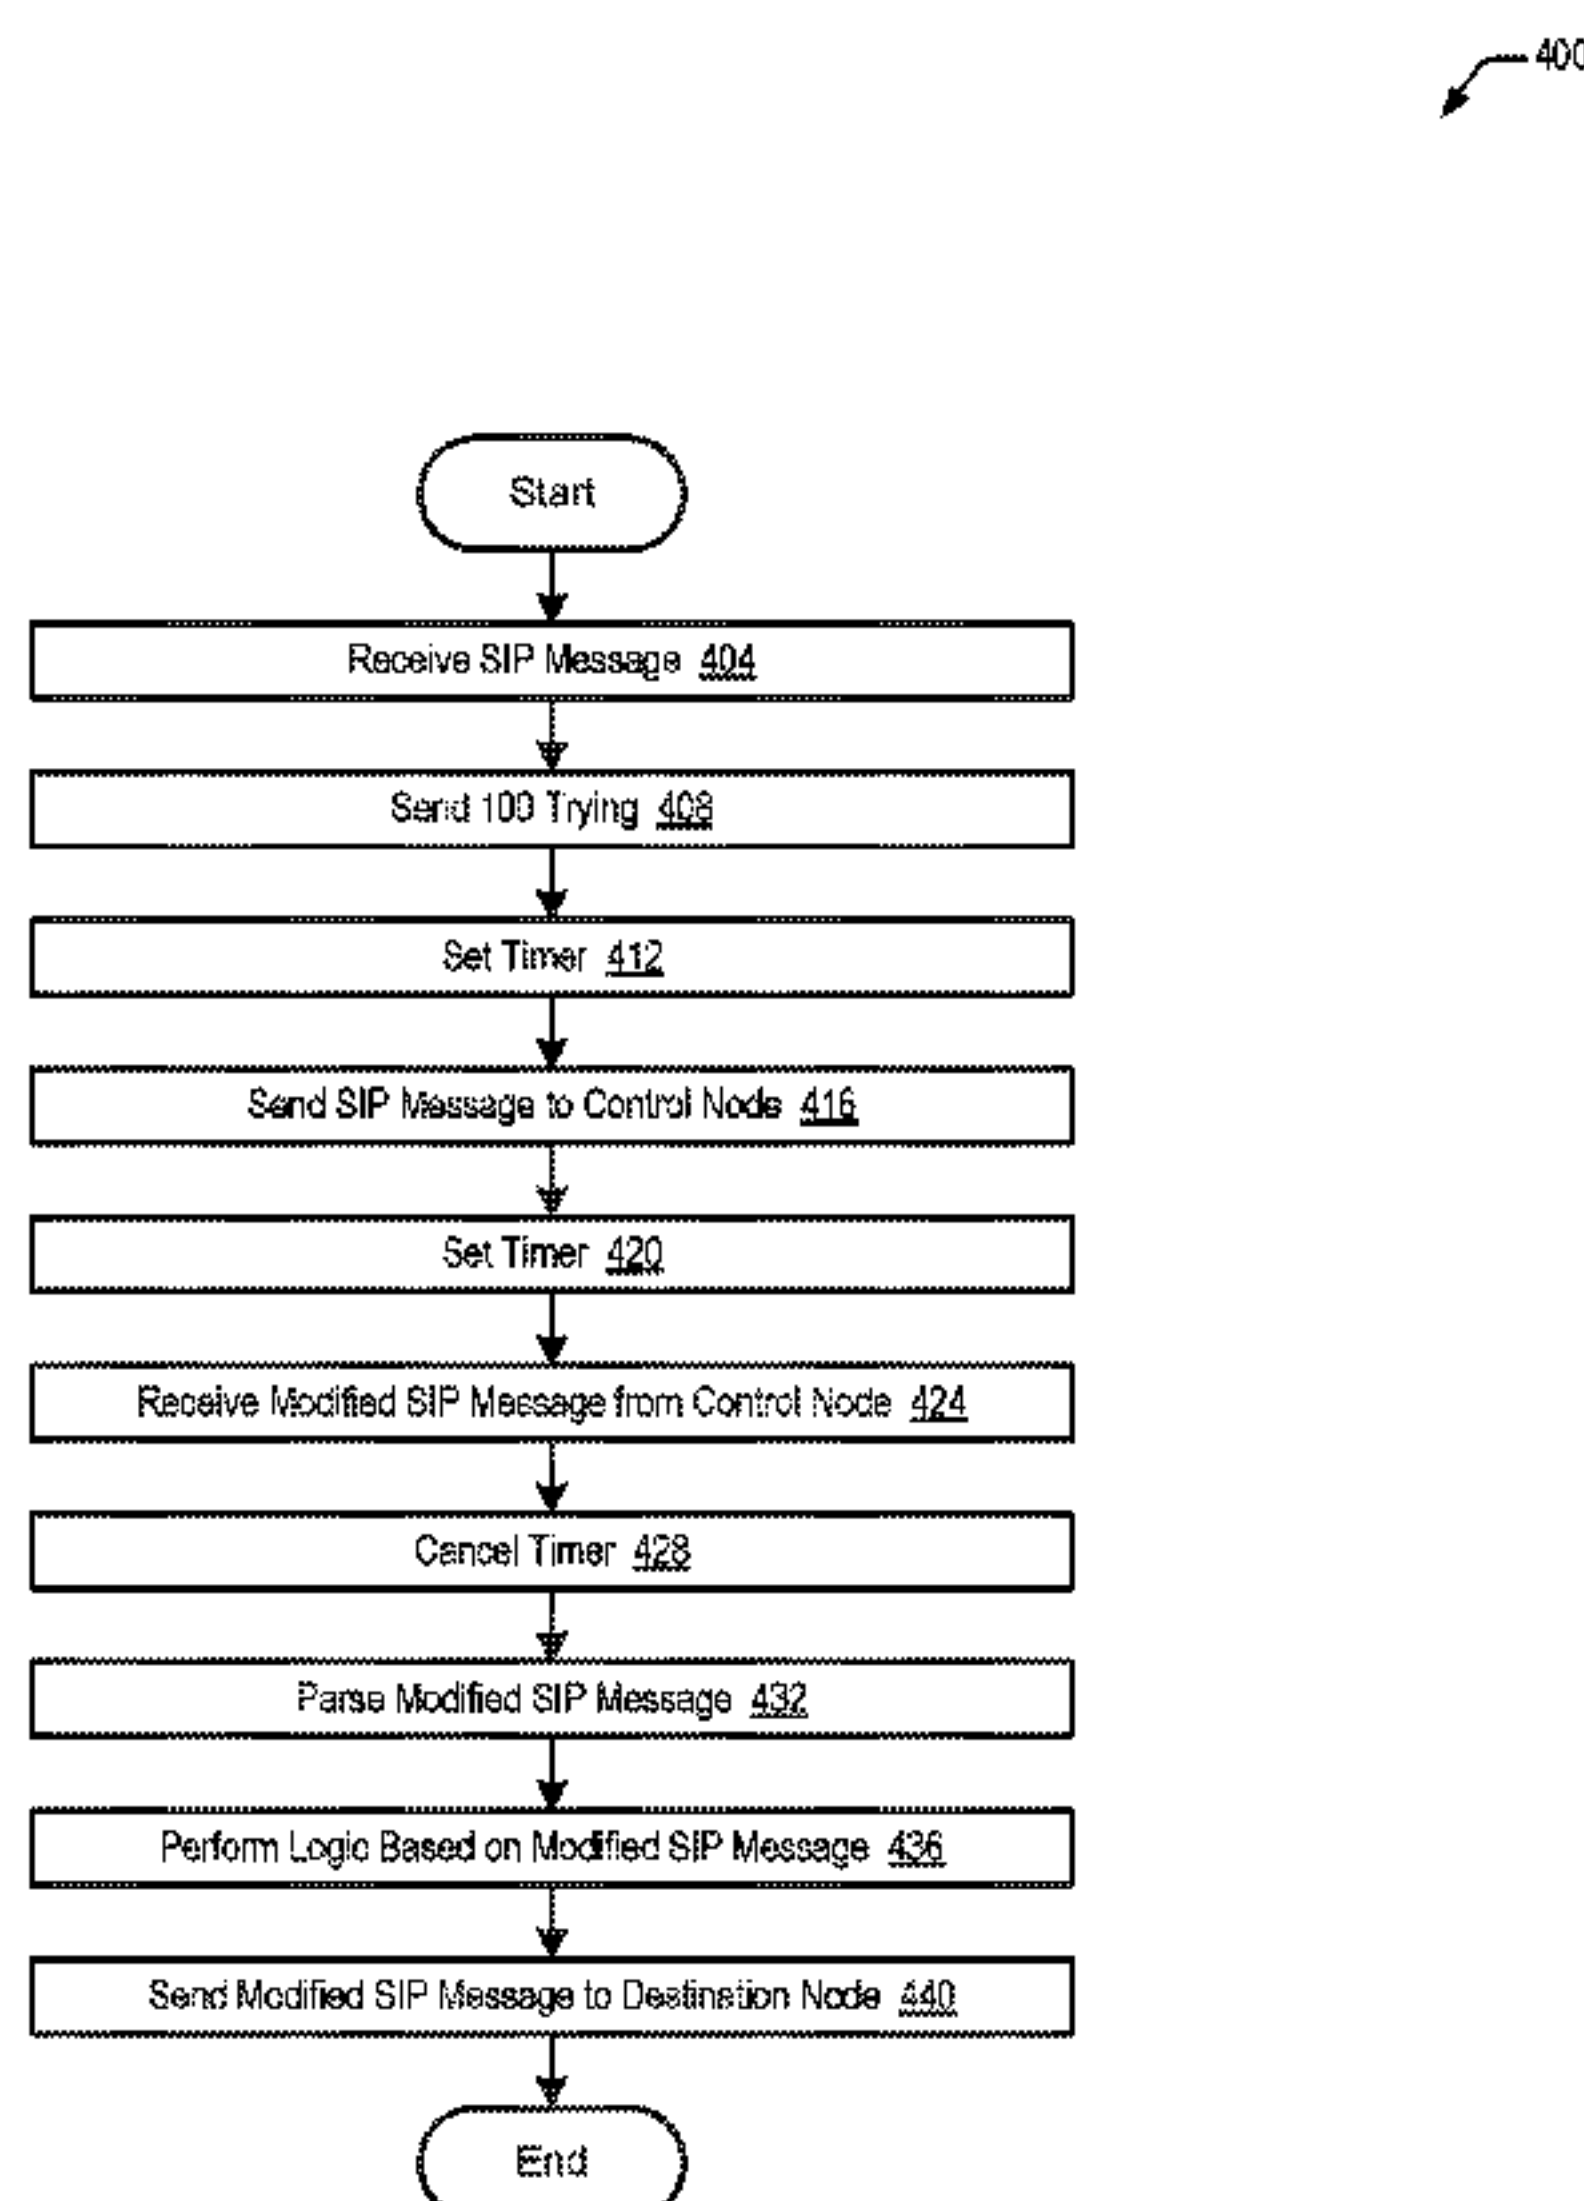 400
Start
Receive SIP Message 404
Send 100 Trying 408
Set Timer 412
Send SIP Message to Control Node 416
Set Timer 420
Receive Modified SIP Message from Control Node 424
Cancel Timer 428
Parse Modified SIP Message 432
Perform Logic Based on Modified SIP Message 436
Send Modified SIP Message to Destination Node 440
End